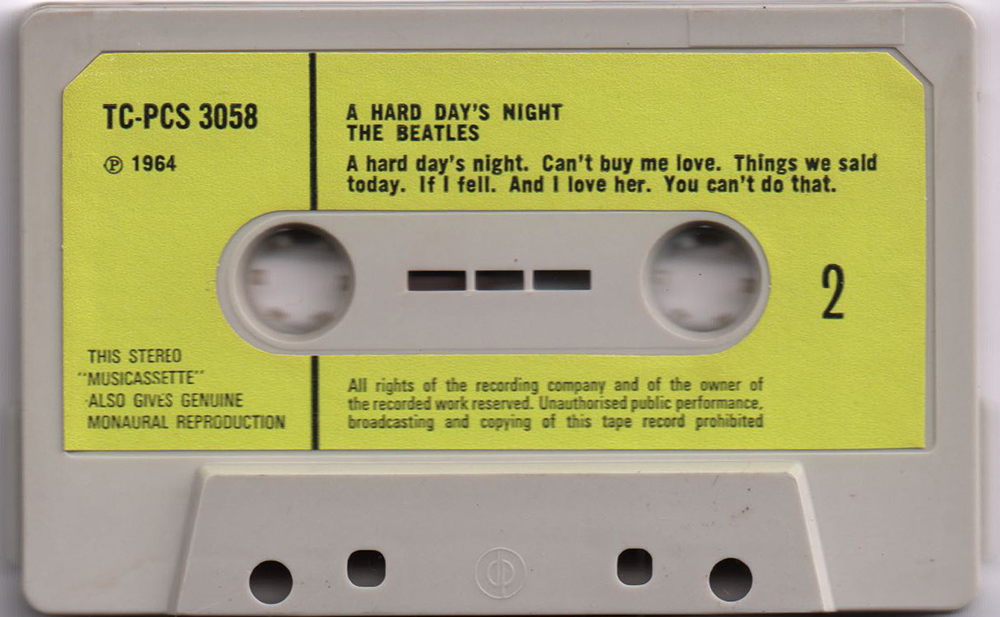 TC-PCS 3058
℗ 1964
A HARD DAY'S NIGHT
THE BEATLES
A hard day's night. Can't buy me love. Things we said
today. If I fell. And I love her. You can't do that.
2
THIS STEREO
"MUSICASSETTE"
ALSO GIVES GENUINE
MONAURAL REPRODUCTION
All rights of the recording company and of the owner of
the recorded work reserved. Unauthorised public performance,
broadcasting and copying of this tape record prohibited